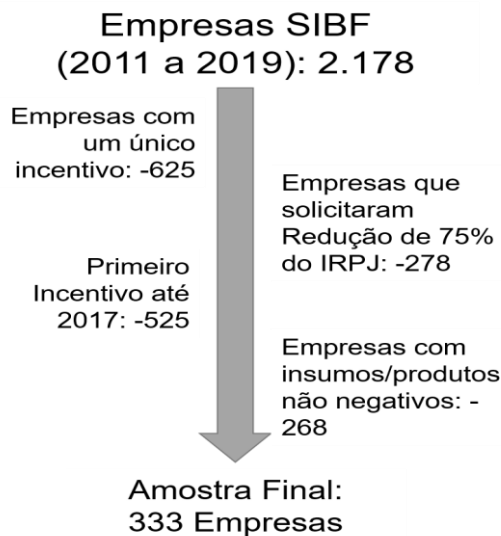 Empresas SIBF
(2011 a 2019): 2.178
Empresas com
um único
incentivo: -625
Empresas que
solicitaram
Redução de 75%
do IRPJ: -278
Primeiro
Incentivo até
2017: -525
Empresas com
insumos/produtos
não negativos: -
268
Amostra Final:
333 Empresas